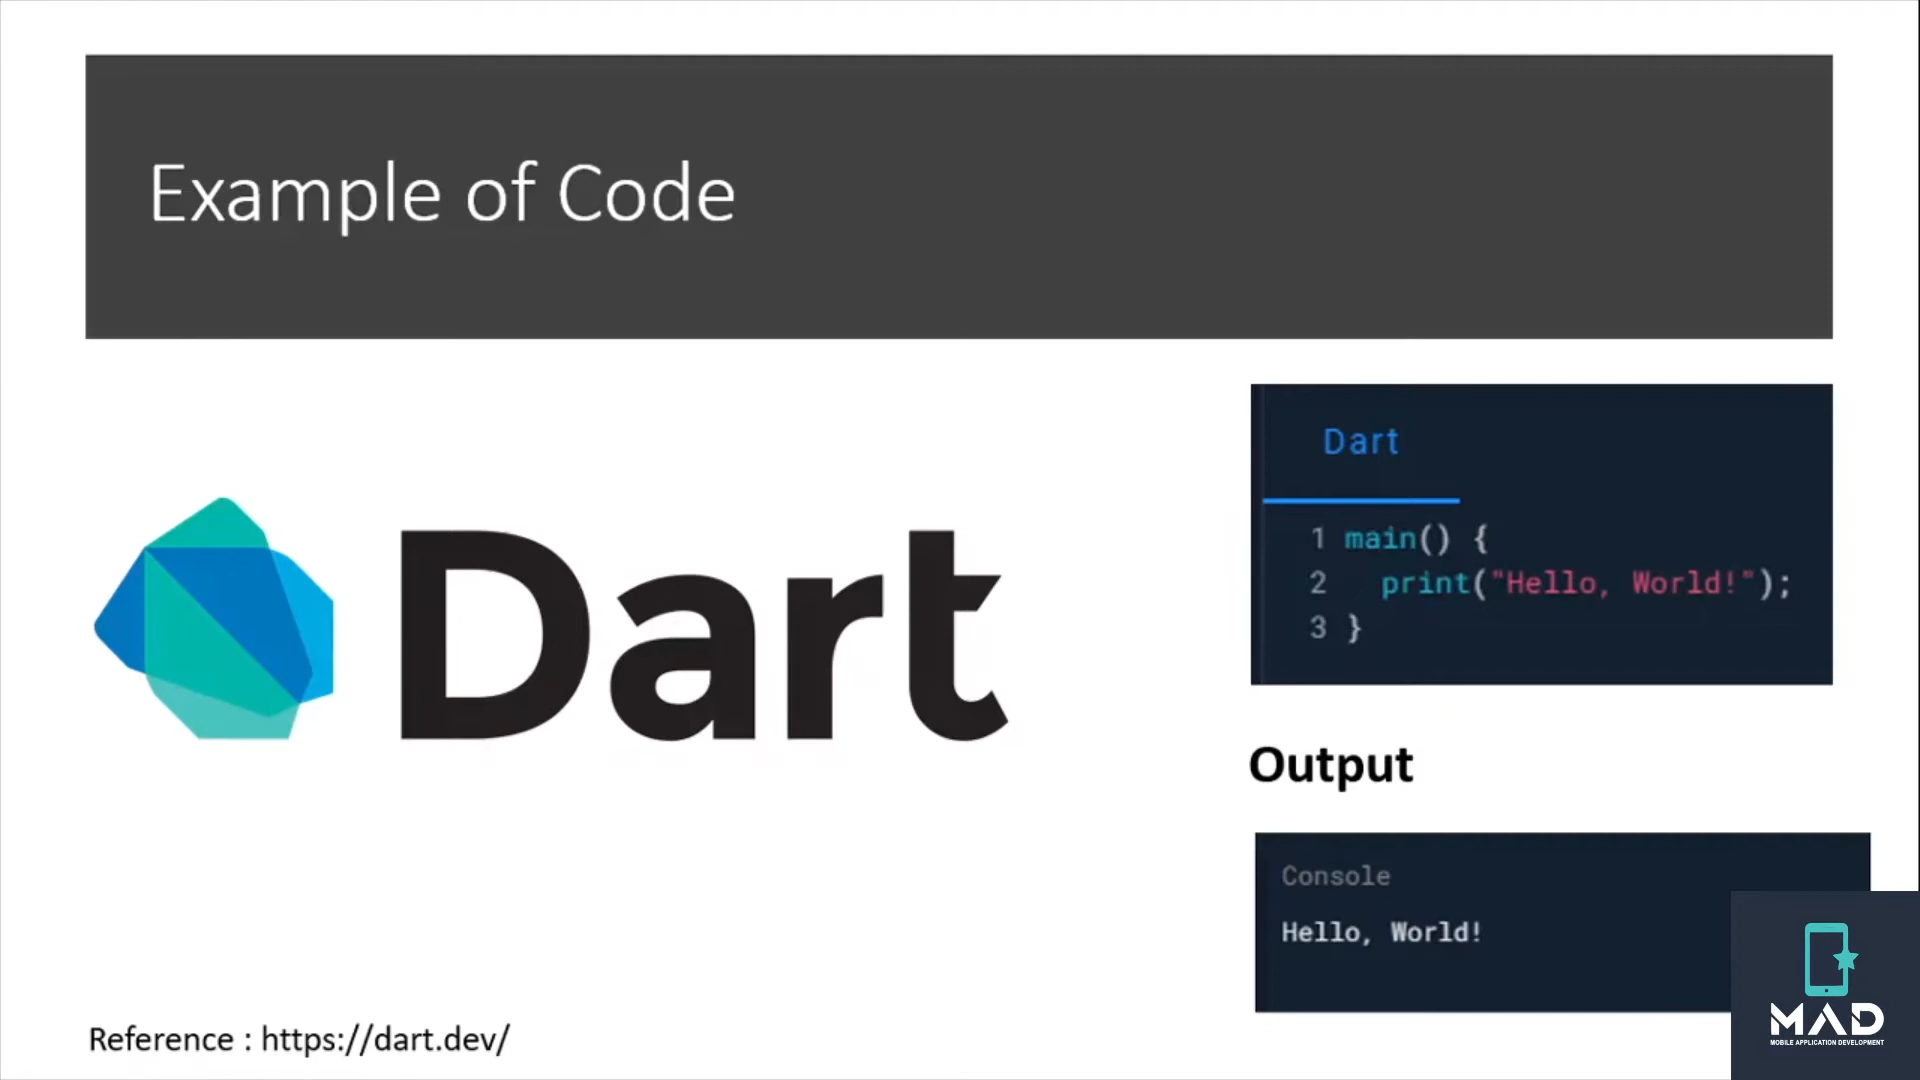 Example of Code
Dart
Dart
1 main() {
2 print("Hello, World!");
3 }
Output
Console
Hello, World!
Reference : https://dart.dev/
MAD
MOBILE APPLICATION DEVELOPMENT